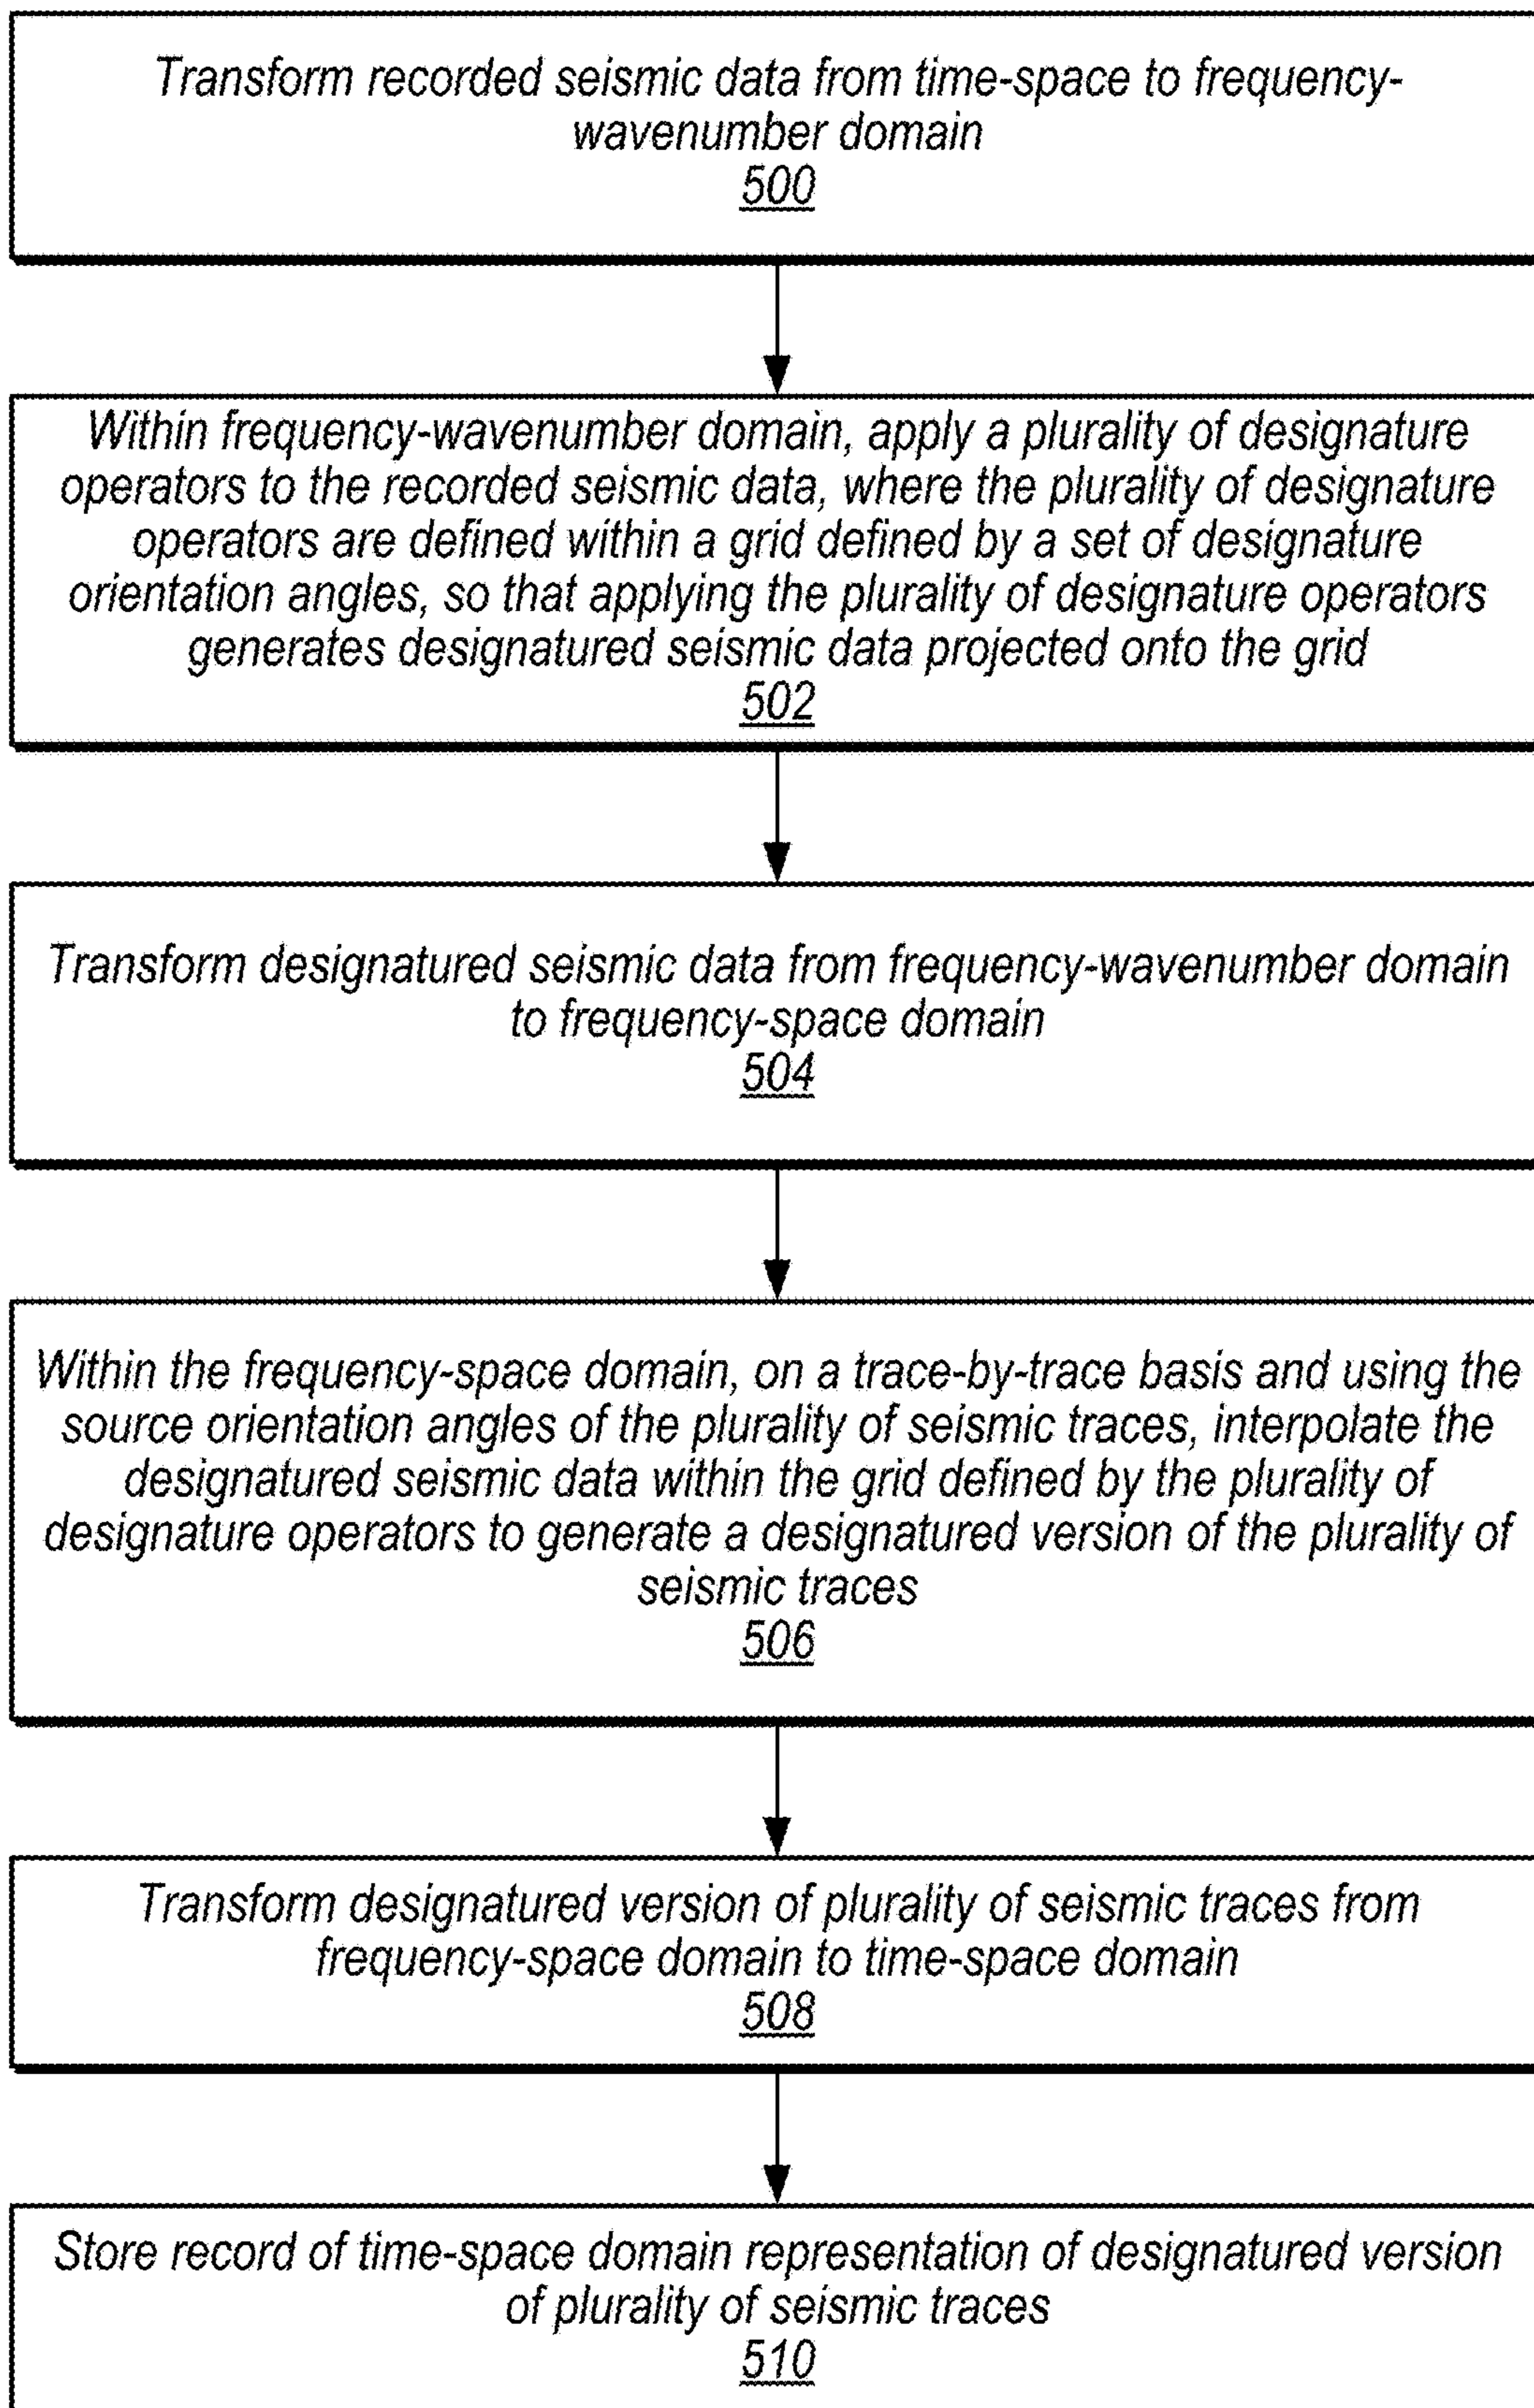 Transform recorded seismic data from time-space to frequency-
wavenumber domain
500
Within frequency-wavenumber domain, apply a plurality of designature
operators to the recorded seismic data, where the plurality of designature
operators are defined within a grid defined by a set of designature
orientation angles, so that applying the plurality of designature operators
generates designatured seismic data projected onto the grid
502
Transform designatured seismic data from frequency-wavenumber domain
to frequency-space domain
504
Within the frequency-space domain, on a trace-by-trace basis and using the
source orientation angles of the plurality of seismic traces, interpolate the
designatured seismic data within the grid defined by the plurality of
designature operators to generate a designatured version of the plurality of
seismic traces
506
Transform designatured version of plurality of seismic traces from
frequency-space domain to time-space domain
508
Store record of time-space domain representation of designatured version
of plurality of seismic traces
510